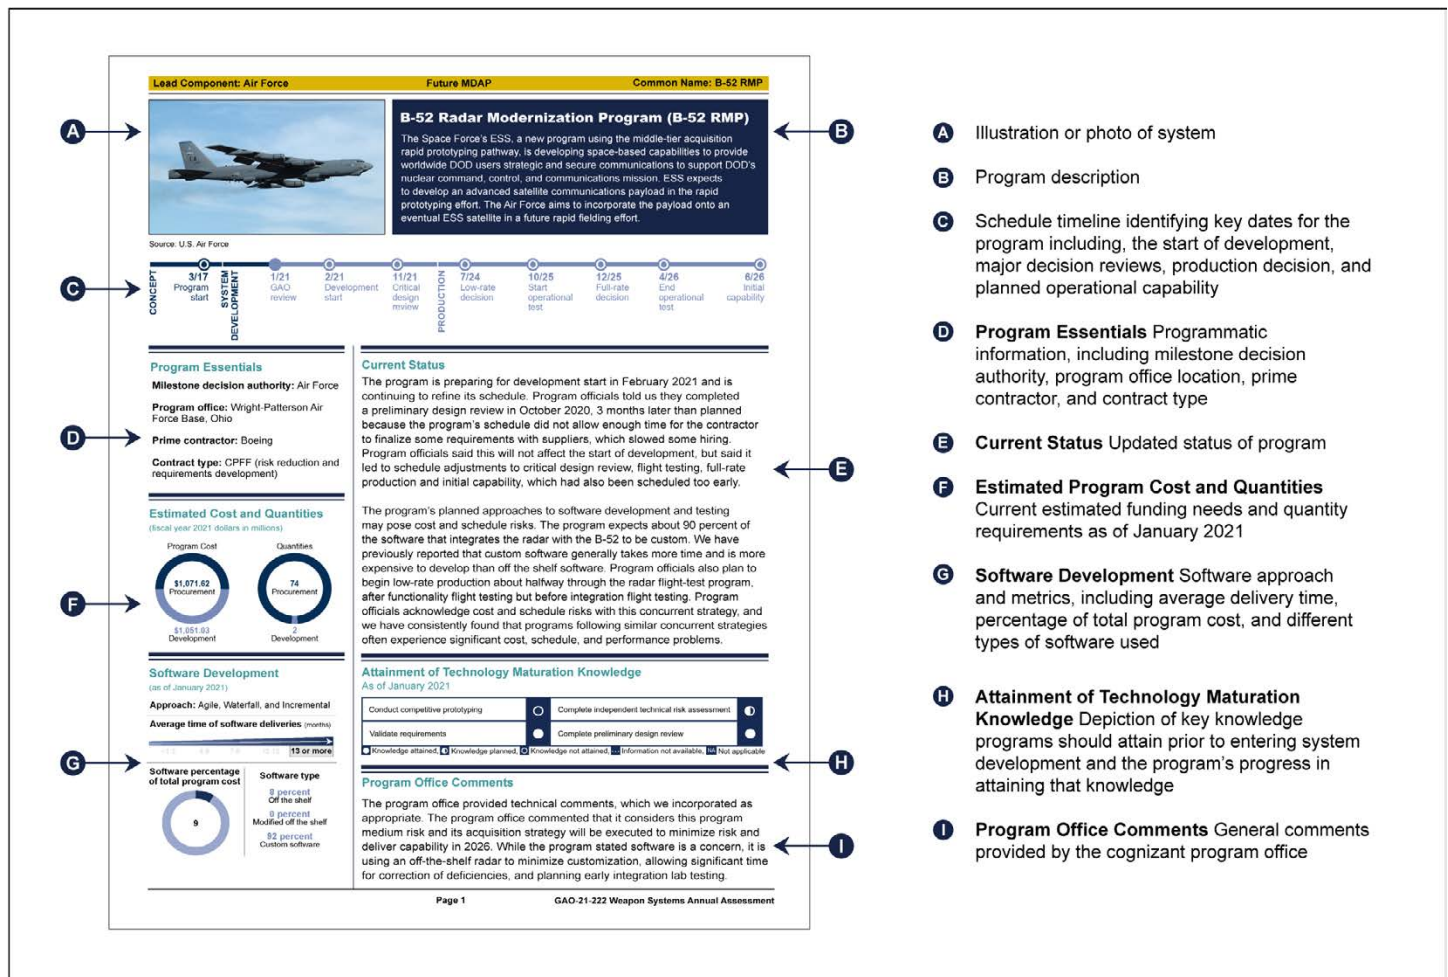 Lead Component: Air Force Future MDAP Common Name: B-52 RMP
A
B
B-52 Radar Modernization Program (B-52 RMP)
The Space Force's ESS, a new program using the middle-tier acquisition
rapid prototyping pathway, is developing space-based capabilities to provide
worldwide DOD users strategic and secure communications to support DOD's
nuclear command, control, and communications mission. ESS expects
to develop an advanced satellite communications payload in the rapid
prototyping effort. The Air Force aims to incorporate the payload onto an
eventual ESS satellite in a future rapid fielding effort.
Source: U.S. Air Force
C
CONCEPT
3/17
Program
start
SYSTEM
DEVELOPMENT
1/21
GAO
review
2/21
Development
start
11/21
Critical
design
review
PRODUCTION
7/24
Low-rate
decision
10/25
Start
operational
test
12/25
Full-rate
decision
4/26
End
operational
test
6/26
Initial
capability
D
Program Essentials
Milestone decision authority: Air Force
Program office: Wright-Patterson Air
Force Base, Ohio
Prime contractor: Boeing
Contract type: CPFF (risk reduction and
requirements development)
F
Estimated Cost and Quantities
(fiscal year 2021 dollars in millions)
Program Cost
$1,071.62
Procurement
$1,051.93
Development
Quantities
74
Procurement
2
Development
G
Software Development
(as of January 2021)
Approach: Agile, Waterfall, and Incremental
Average time of software deliveries (months)
13 or more
Software percentage
of total program cost
9
Software type
8 percent
Off the shelf
0 percent
Modified off the shelf
92 percent
Custom software
E
Current Status
The program is preparing for development start in February 2021 and is
continuing to refine its schedule. Program officials told us they completed
a preliminary design review in October 2020, 3 months later than planned
because the program's schedule did not allow enough time for the contractor
to finalize some requirements with suppliers, which slowed some hiring.
Program officials said this will not affect the start of development, but said it
led to schedule adjustments to critical design review, flight testing, full-rate
production and initial capability, which had also been scheduled too early.
The program's planned approaches to software development and testing
may pose cost and schedule risks. The program expects about 90 percent of
the software that integrates the radar with the B-52 to be custom. We have
previously reported that custom software generally takes more time and is more
expensive to develop than off the shelf software. Program officials also plan to
begin low-rate production about halfway through the radar flight-test program,
after functionality flight testing but before integration flight testing. Program
officials acknowledge cost and schedule risks with this concurrent strategy, and
we have consistently found that programs following similar concurrent strategies
often experience significant cost, schedule, and performance problems.
H
Attainment of Technology Maturation Knowledge
As of January 2021
Conduct competitive prototyping
Complete independent technical risk assessment
Validate requirements
Complete preliminary design review
Knowledge attained, Knowledge planned, Knowledge not attained, ... Information not available, NA Not applicable
I
Program Office Comments
The program office provided technical comments, which we incorporated as
appropriate. The program office commented that it considers this program
medium risk and its acquisition strategy will be executed to minimize risk and
deliver capability in 2026. While the program stated software is a concern, it is
using an off-the-shelf radar to minimize customization, allowing significant time
for correction of deficiencies, and planning early integration lab testing.
Page 1 GAO-21-222 Weapon Systems Annual Assessment
A Illustration or photo of system
B Program description
C Schedule timeline identifying key dates for the
program including, the start of development,
major decision reviews, production decision, and
planned operational capability
D Program Essentials Programmatic
information, including milestone decision
authority, program office location, prime
contractor, and contract type
E Current Status Updated status of program
F Estimated Program Cost and Quantities
Current estimated funding needs and quantity
requirements as of January 2021
G Software Development Software approach
and metrics, including average delivery time,
percentage of total program cost, and different
types of software used
H Attainment of Technology Maturation
Knowledge Depiction of key knowledge
programs should attain prior to entering system
development and the program's progress in
attaining that knowledge
I Program Office Comments General comments
provided by the cognizant program office